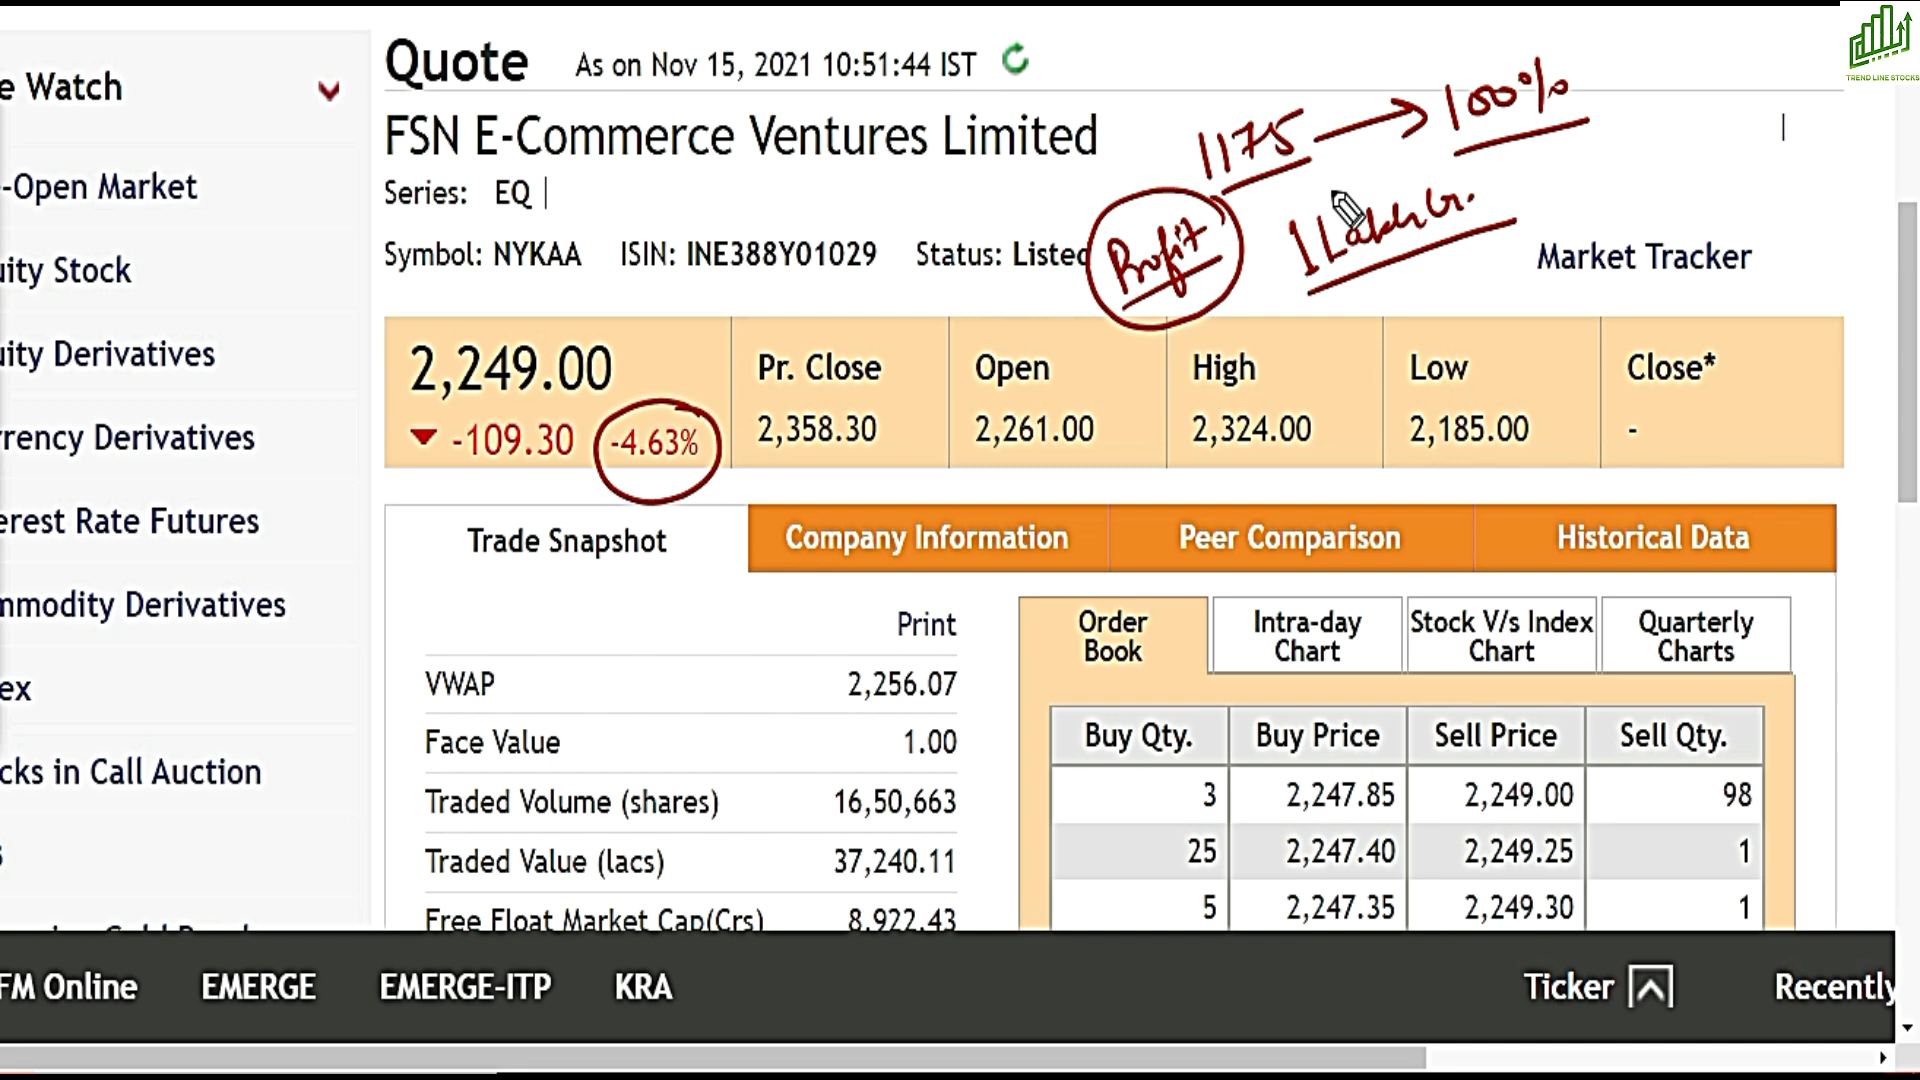 TREND LINE STOCKS
Quote As on Nov 15, 2021 10:51:44 IST
e Watch
FSN E-Commerce Ventures Limited
1175 → 100%
-Open Market
Series: EQ |
1 Lakh Cr.
Profit
Symbol: NYKAA ISIN: INE388Y01029 Status: Listed
Market Tracker
uity Stock
uity Derivatives
rrency Derivatives
erest Rate Futures
mmodity Derivatives
ex
cks in Call Auction
2,249.00 Pr. Close Open High Low Close*
-109.30 -4.63% 2,358.30 2,261.00 2,324.00 2,185.00 -
Trade Snapshot Company Information Peer Comparison Historical Data
Print
VWAP 2,256.07
Face Value 1.00
Traded Volume (shares) 16,50,663
Traded Value (lacs) 37,240.11
Free Float Market Cap(Crs) 8,922.43
Order Book Intra-day Chart Stock V/s Index Chart Quarterly Charts
Buy Qty. Buy Price Sell Price Sell Qty.
3 2,247.85 2,249.00 98
25 2,247.40 2,249.25 1
5 2,247.35 2,249.30 1
FM Online EMERGE EMERGE-ITP KRA Ticker Recently